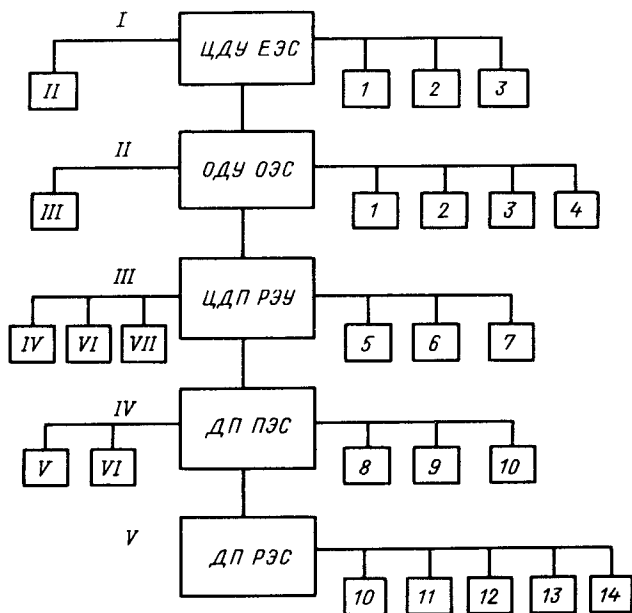 I
ЦДУ ЕЭС
II
1 2 3
II
ОДУ ОЭС
III
1 2 3 4
III
ЦДП РЭУ
IV VI VII
5 6 7
IV
ДП ПЭС
V VI
8 9 10
V
ДП РЭС
10 11 12 13 14